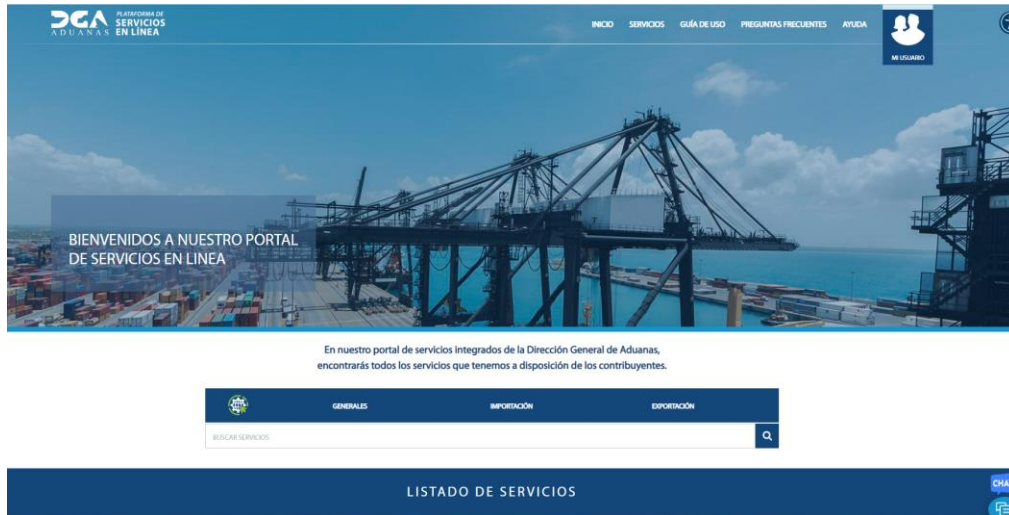 DGA
ADUANAS
PLATAFORMA DE
SERVICIOS
EN LÍNEA
INICIO SERVICIOS GUÍA DE USO PREGUNTAS FRECUENTES AYUDA
MI USUARIO
BIENVENIDOS A NUESTRO PORTAL
DE SERVICIOS EN LINEA
En nuestro portal de servicios integrados de la Dirección General de Aduanas,
encontrarás todos los servicio que tenemos a disposición de los contribuyentes.
GENERALES IMPORTACIÓN EXPORTACIÓN
BUSCAR SERVICIOS
LISTADO DE SERVICIOS
CHA